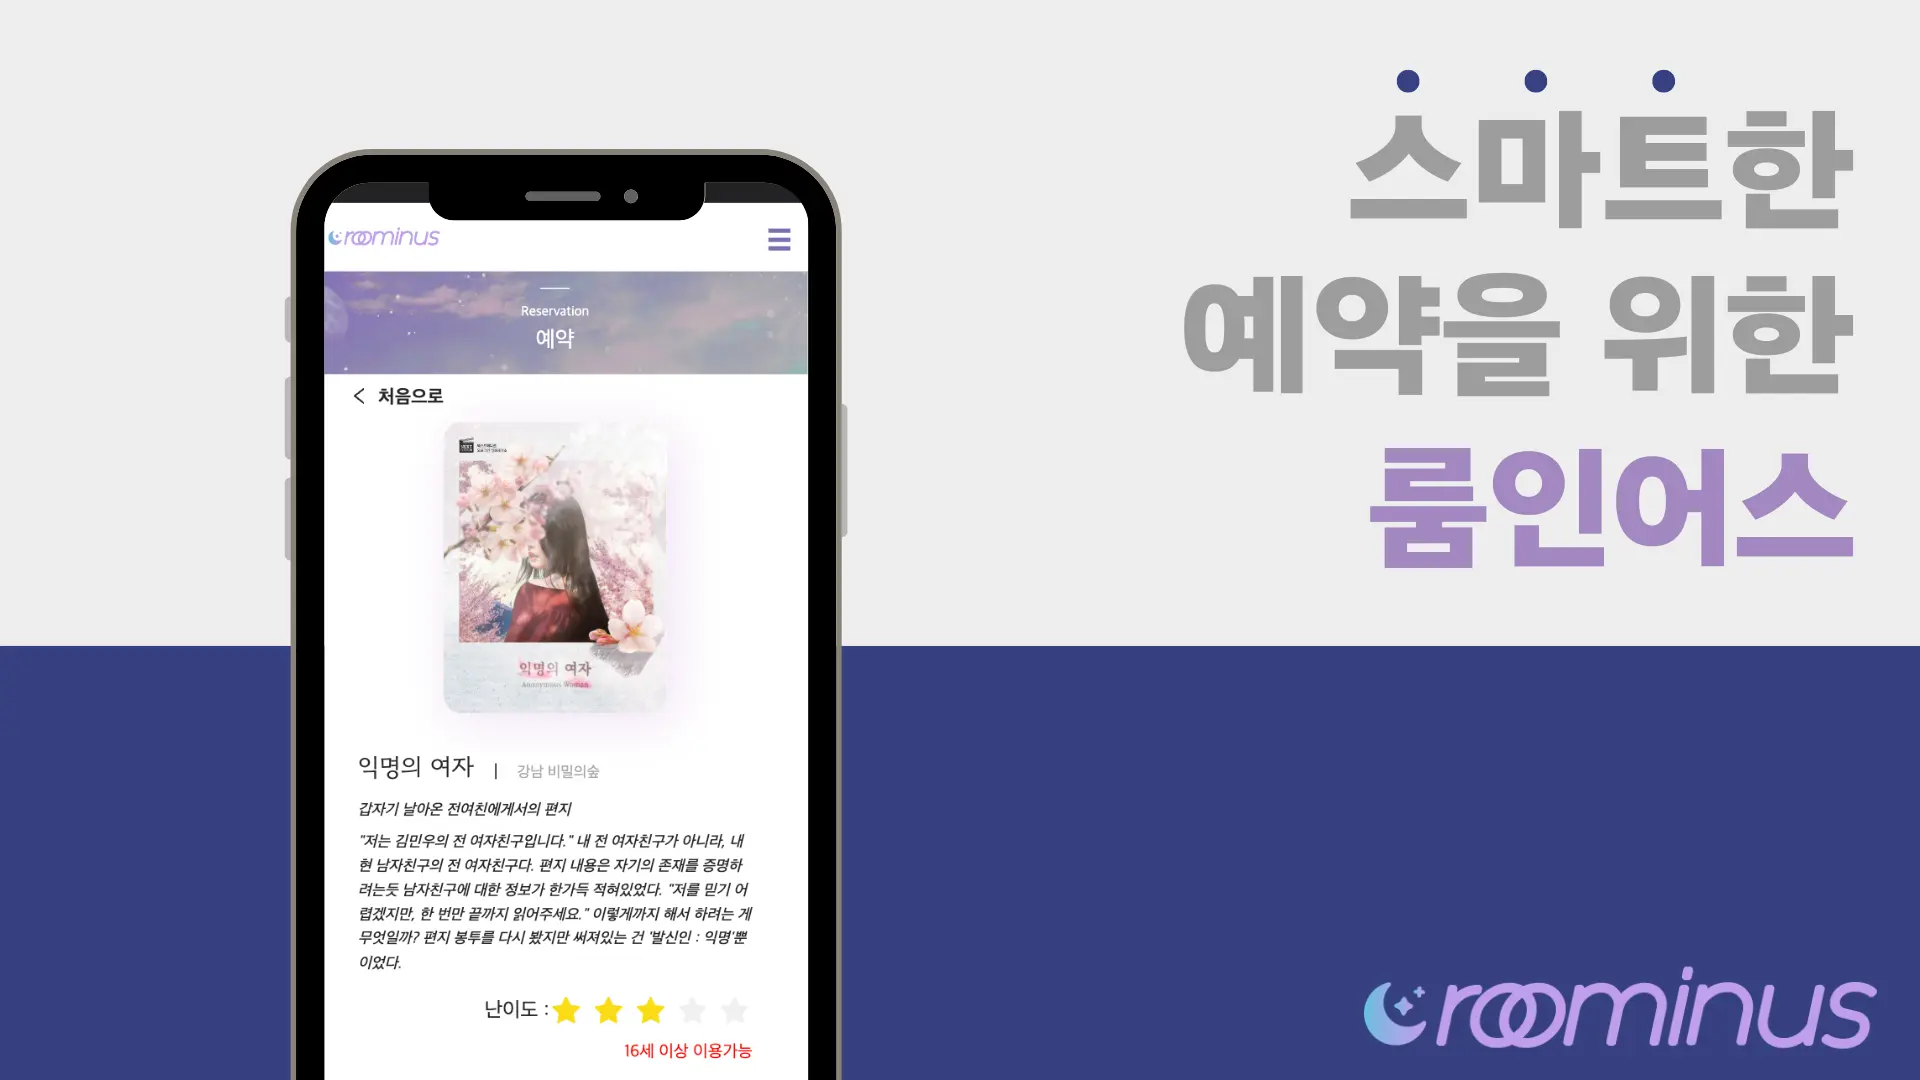 스마트한
예약을 위한
룸인어스
roominus
Reservation
예약
처음으로
익명의 여자
Anonymous Woman
익명의 여자 | 강남 비밀의숲
갑자기 날아온 전여친에게서의 편지
"저는 김민우의 전 여자친구입니다." 내 전 여자친구가 아니라, 내
현 남자친구의 전 여자친구다. 편지 내용은 자기의 존재를 증명하
려는듯 남자친구에 대한 정보가 한가득 적혀있었다. "저를 믿기 어
렵겠지만, 한 번만 끝까지 읽어주세요." 이렇게까지 해서 하려는 게
무엇일까? 편지 봉투를 다시 봤지만 써져있는 건 '발신인 : 익명'뿐
이었다.
난이도 :
16세 이상 이용가능
roominus